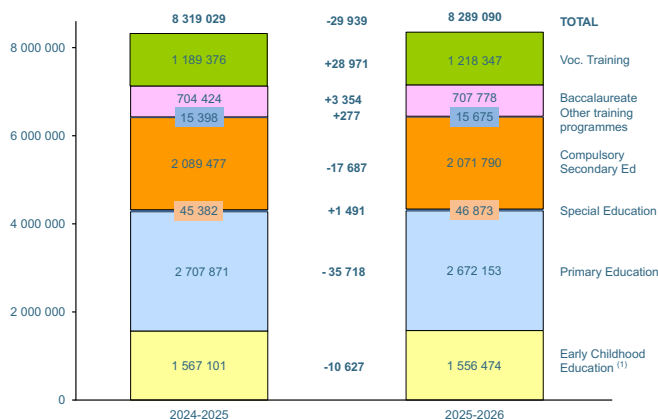 8 319 029 -29 939 8 289 090 TOTAL
8 000 000
1 189 376 +28 971 1 218 347 Voc. Training
704 424 +3 354 707 778 Baccalaureate
15 398 +277 15 675 Other training
programmes
6 000 000
2 089 477 -17 687 2 071 790 Compulsory
Secondary Ed
45 382 +1 491 46 873 Special Education
4 000 000
2 707 871 - 35 718 2 672 153 Primary Education
2 000 000
1 567 101 -10 627 1 556 474 Early Childhood
Education (1)
0
2024-2025 2025-2026